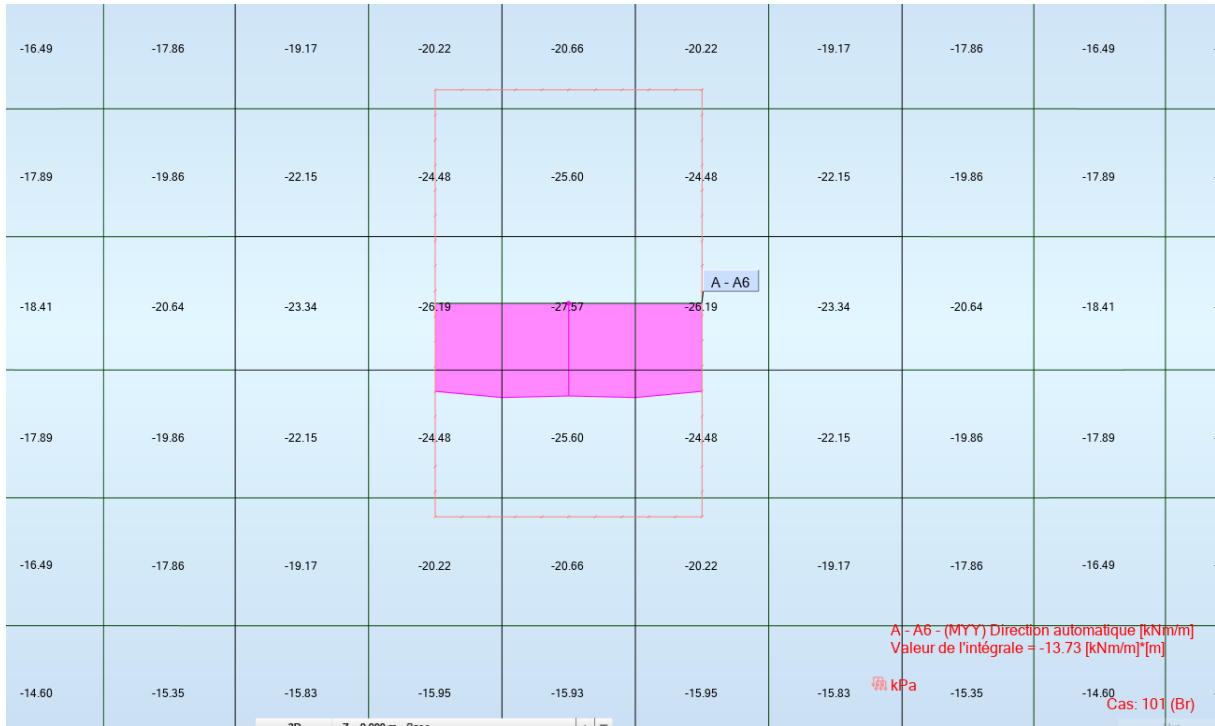 -16.49 -17.86 -19.17 -20.22 -20.66 -20.22 -19.17 -17.86 -16.49
-17.89 -19.86 -22.15 -24.48 -25.60 -24.48 -22.15 -19.86 -17.89
A - A6
-18.41 -20.64 -23.34 -26.19 -27.57 -26.19 -23.34 -20.64 -18.41
-17.89 -19.86 -22.15 -24.48 -25.60 -24.48 -22.15 -19.86 -17.89
-16.49 -17.86 -19.17 -20.22 -20.66 -20.22 -19.17 -17.86 -16.49
A - A6 - (MYY) Direction automatique [kNm/m]
Valeur de l'intégrale = -13.73 [kNm/m]*[m]
kPa
-14.60 -15.35 -15.83 -15.95 -15.93 -15.95 -15.83 -15.35 -14.60
Cas: 101 (Br)